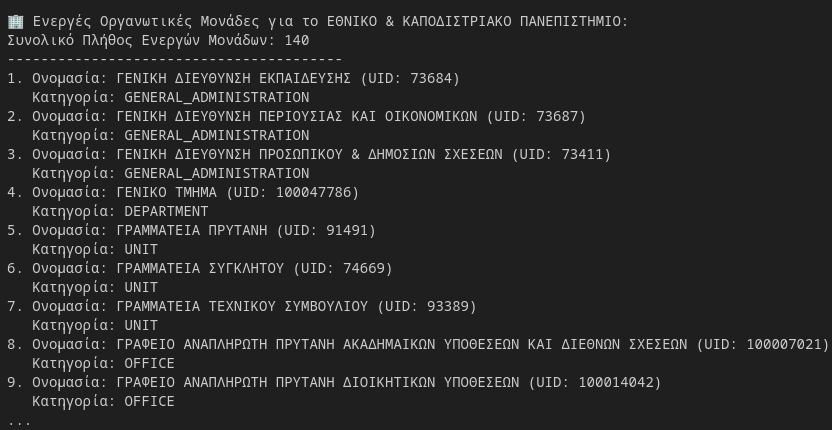 🏢 Ενεργές Οργανωτικές Μονάδες για το ΕΘΝΙΚΟ & ΚΑΠΟΔΙΣΤΡΙΑΚΟ ΠΑΝΕΠΙΣΤΗΜΙΟ:
Συνολικό Πλήθος Ενεργών Μονάδων: 140
----------------------------------------
1. Ονομασία: ΓΕΝΙΚΗ ΔΙΕΥΘΥΝΣΗ ΕΚΠΑΙΔΕΥΣΗΣ (UID: 73684)
   Κατηγορία: GENERAL_ADMINISTRATION
2. Ονομασία: ΓΕΝΙΚΗ ΔΙΕΥΘΥΝΣΗ ΠΕΡΙΟΥΣΙΑΣ ΚΑΙ ΟΙΚΟΝΟΜΙΚΩΝ (UID: 73687)
   Κατηγορία: GENERAL_ADMINISTRATION
3. Ονομασία: ΓΕΝΙΚΗ ΔΙΕΥΘΥΝΣΗ ΠΡΟΣΩΠΙΚΟΥ & ΔΗΜΟΣΙΩΝ ΣΧΕΣΕΩΝ (UID: 73411)
   Κατηγορία: GENERAL_ADMINISTRATION
4. Ονομασία: ΓΕΝΙΚΟ ΤΜΗΜΑ (UID: 100047786)
   Κατηγορία: DEPARTMENT
5. Ονομασία: ΓΡΑΜΜΑΤΕΙΑ ΠΡΥΤΑΝΗ (UID: 91491)
   Κατηγορία: UNIT
6. Ονομασία: ΓΡΑΜΜΑΤΕΙΑ ΣΥΓΚΛΗΤΟΥ (UID: 74669)
   Κατηγορία: UNIT
7. Ονομασία: ΓΡΑΜΜΑΤΕΙΑ ΤΕΧΝΙΚΟΥ ΣΥΜΒΟΥΛΙΟΥ (UID: 93389)
   Κατηγορία: UNIT
8. Ονομασία: ΓΡΑΦΕΙΟ ΑΝΑΠΛΗΡΩΤΗ ΠΡΥΤΑΝΗ ΑΚΑΔΗΜΑΙΚΩΝ ΥΠΟΘΕΣΕΩΝ ΚΑΙ ΔΙΕΘΝΩΝ ΣΧΕΣΕΩΝ (UID: 100007021)
   Κατηγορία: OFFICE
9. Ονομασία: ΓΡΑΦΕΙΟ ΑΝΑΠΛΗΡΩΤΗ ΠΡΥΤΑΝΗ ΔΙΟΙΚΗΤΙΚΩΝ ΥΠΟΘΕΣΕΩΝ (UID: 100014042)
   Κατηγορία: OFFICE
...